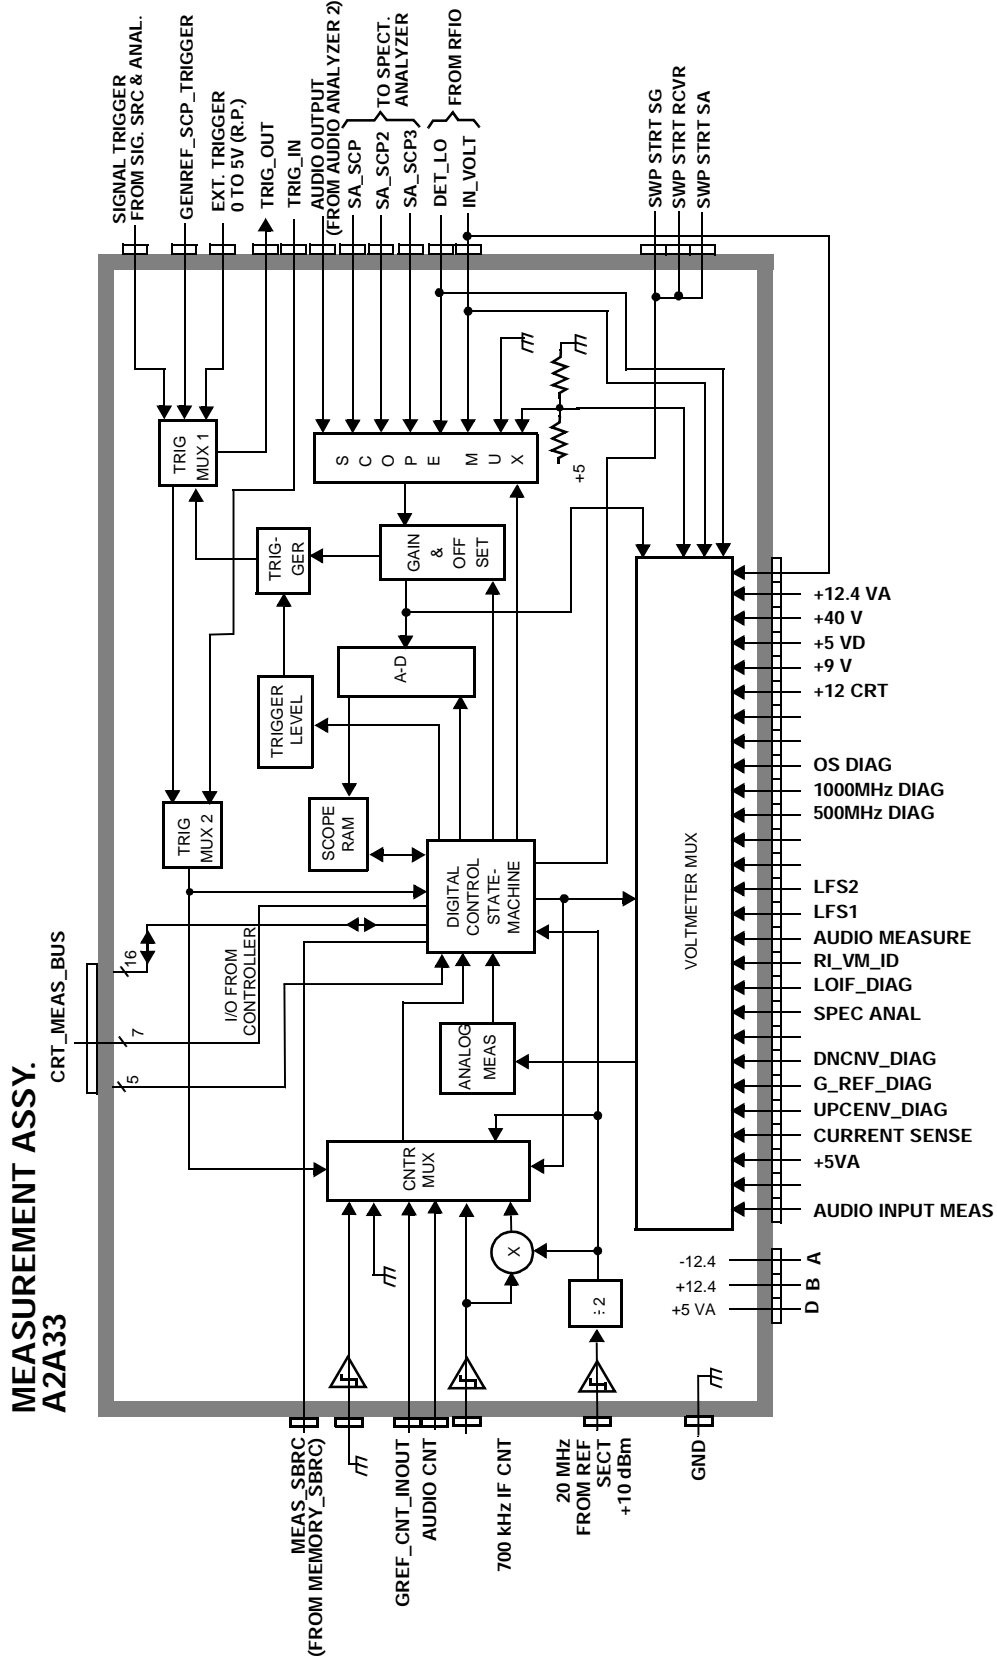 MEASUREMENT ASSY.
A2A33
CRT_MEAS_BUS
16
7
5
I/O FROM
CONTROLLER
SIGNAL TRIGGER
FROM SIG. SRC & ANAL.
GENREF_SCP_TRIGGER
EXT. TRIGGER
0 TO 5V (R.P.)
TRIG_OUT
TRIG_IN
AUDIO OUTPUT
(FROM AUDIO ANALYZER 2)
SA_SCP
SA_SCP2
SA_SCP3
TO SPECT.
ANALYZER
DET_LO
IN_VOLT
FROM RFIO
SWP STRT SG
SWP STRT RCVR
SWP STRT SA
TRIG
MUX 1
TRIG
MUX 2
TRIG-
GER
TRIGGER
LEVEL
SCOPE MUX
+5
GAIN
&
OFF
SET
A-D
SCOPE
RAM
DIGITAL
CONTROL
STATE-
MACHINE
ANALOG
MEAS
CNTR
MUX
X
÷ 2
VOLTMETER MUX
+12.4 VA
+40 V
+5 VD
+9 V
+12 CRT
OS DIAG
1000MHz DIAG
500MHz DIAG
LFS2
LFS1
AUDIO MEASURE
RI_VM_ID
LOIF_DIAG
SPEC ANAL
DNCNV_DIAG
G_REF_DIAG
UPCENV_DIAG
CURRENT SENSE
+5VA
AUDIO INPUT MEAS
-12.4 A
+12.4 B
+5 VA D
MEAS_SBRC
(FROM MEMORY_SBRC)
GREF_CNT_INOUT
AUDIO CNT
700 kHz IF CNT
20 MHz
FROM REF
SECT
+10 dBm
GND